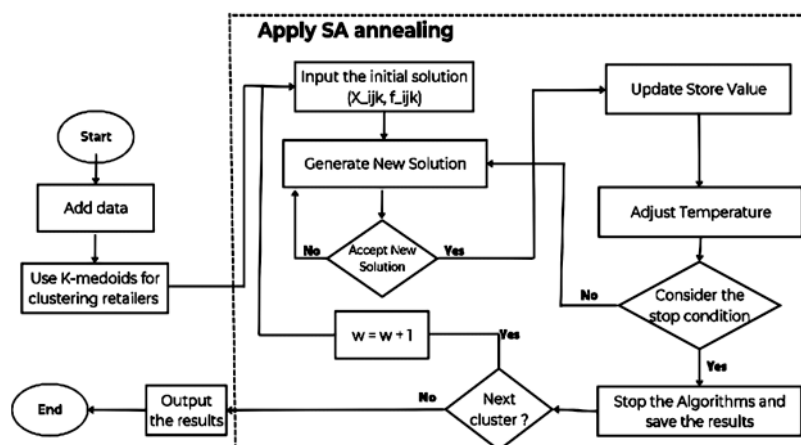 Apply SA annealing
Start
Add data
Use K-medoids for
clustering retailers
Input the initial solution
(X_ijk, f_ijk)
Generate New Solution
Accept New
Solution
No
Yes
Update Store Value
Adjust Temperature
Consider the
stop condition
No
Yes
Stop the Algorithms and
save the results
Next
cluster ?
Yes
w = w + 1
No
Output
the results
End